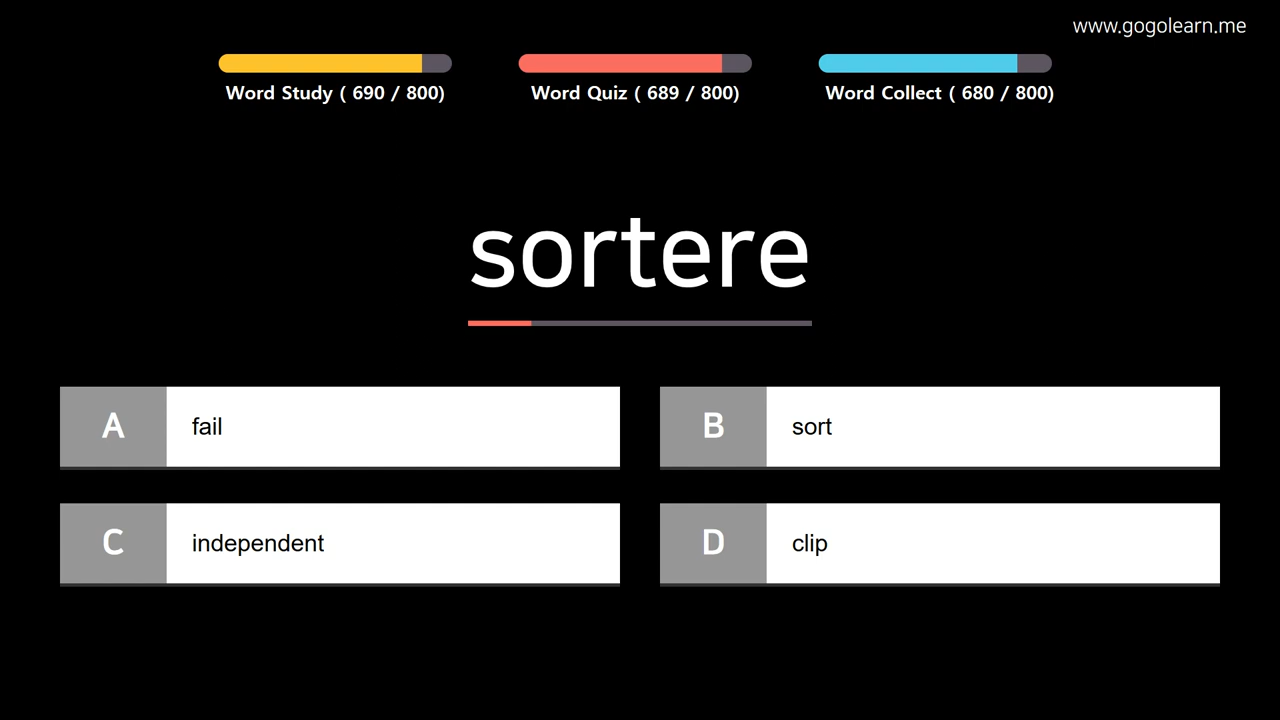 www.gogolearn.me
Word Study ( 690 / 800)
Word Quiz ( 689 / 800)
Word Collect ( 680 / 800)
sortere
A fail
B sort
C independent
D clip